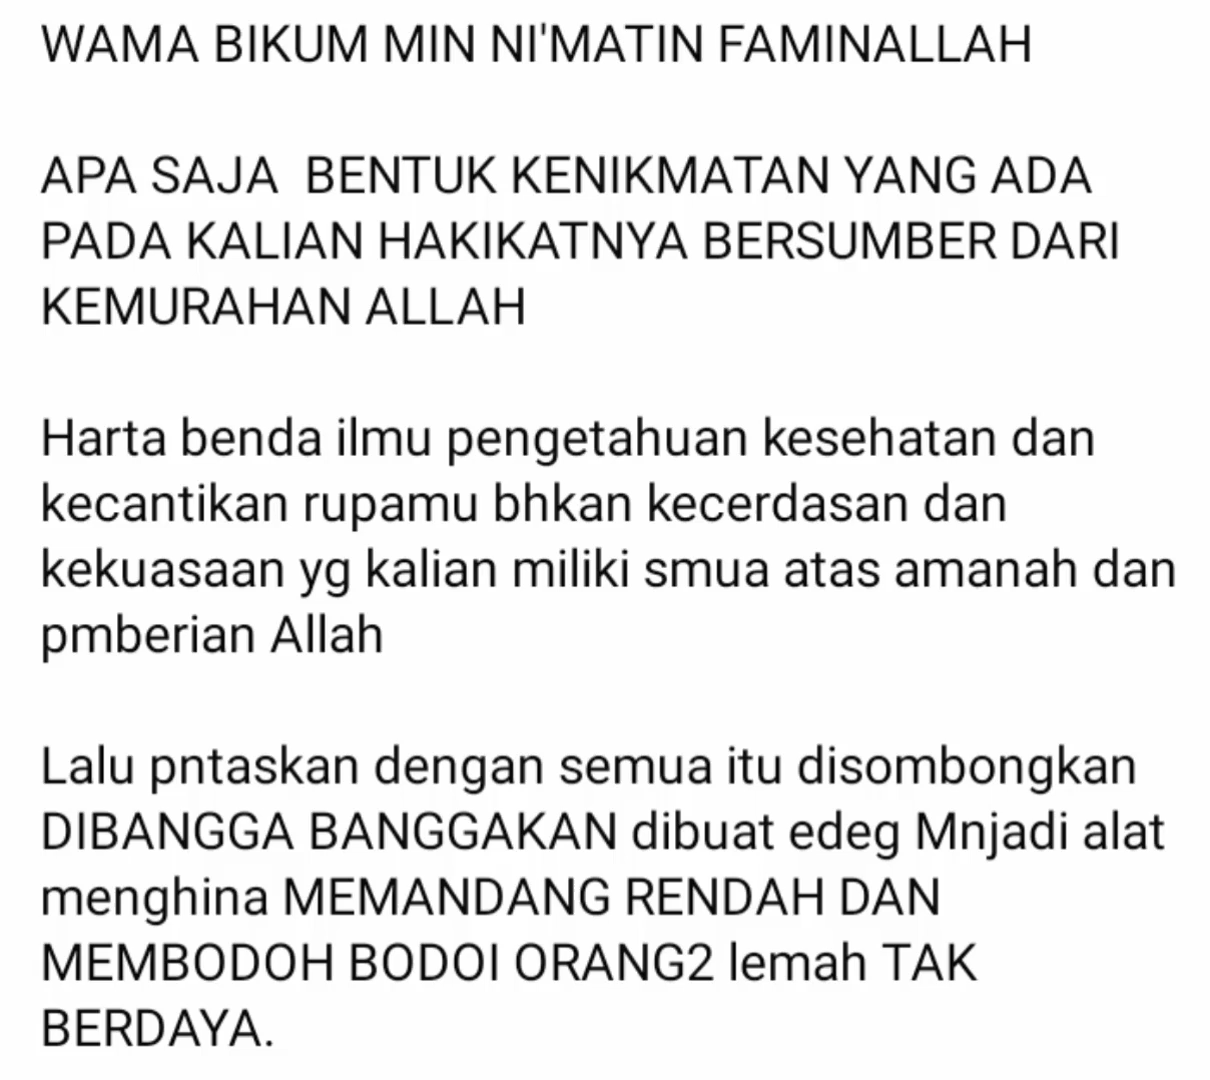 WAMA BIKUM MIN NI'MATIN FAMINALLAH
APA SAJA  BENTUK KENIKMATAN YANG ADA
PADA KALIAN HAKIKATNYA BERSUMBER DARI
KEMURAHAN ALLAH
Harta benda ilmu pengetahuan kesehatan dan
kecantikan rupamu bhkan kecerdasan dan
kekuasaan yg kalian miliki smua atas amanah dan
pmberian Allah
Lalu pntaskan dengan semua itu disombongkan
DIBANGGA BANGGAKAN dibuat edeg Mnjadi alat
menghina MEMANDANG RENDAH DAN
MEMBODOH BODOI ORANG2 lemah TAK
BERDAYA.